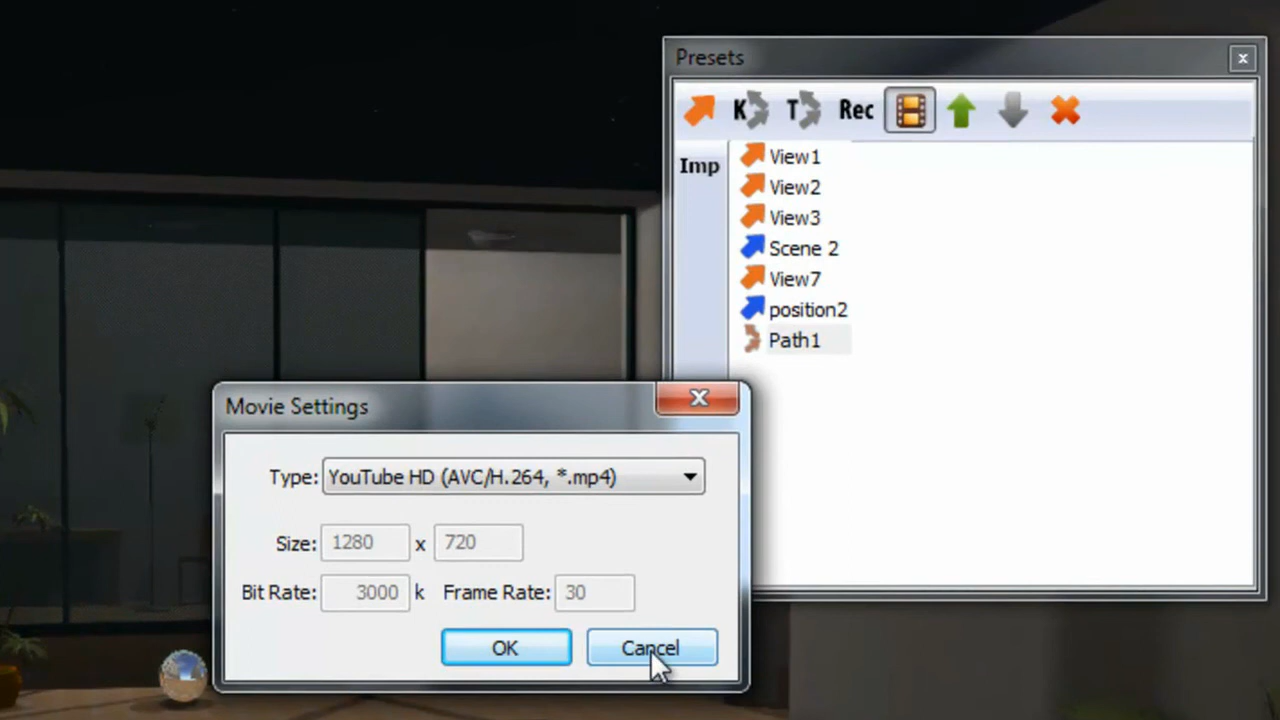 Presets
K T Rec
Imp
View1
View2
View3
Scene 2
View7
position2
Path1
Movie Settings
Type: YouTube HD (AVC/H.264, *.mp4)
Size: 1280 x 720
Bit Rate: 3000 k Frame Rate: 30
OK Cancel